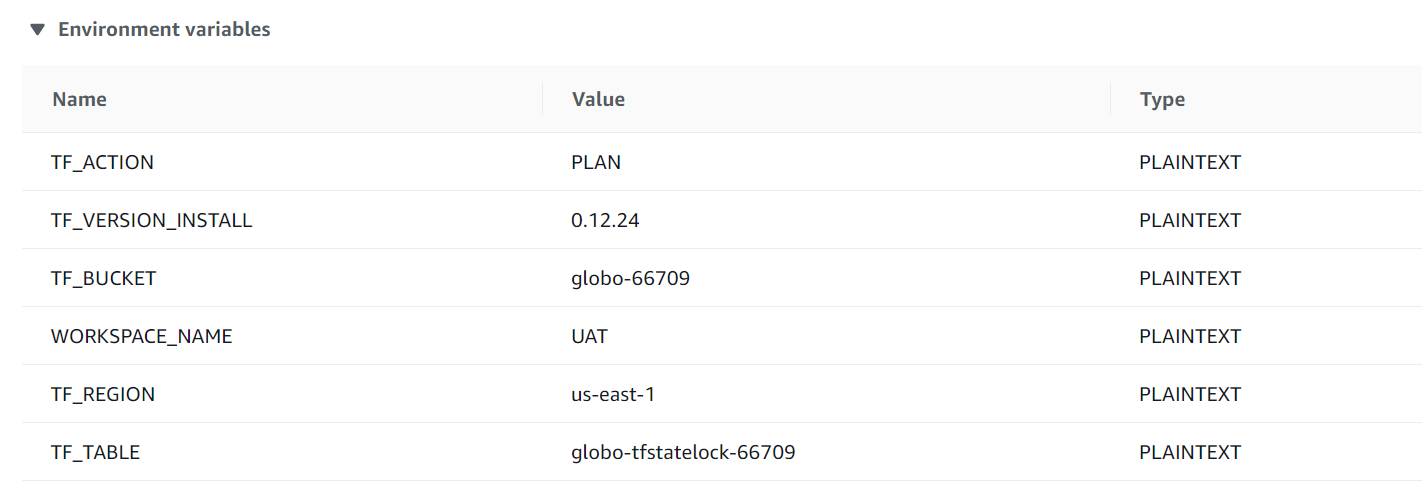 Environment variables
Name Value Type
TF_ACTION PLAN PLAINTEXT
TF_VERSION_INSTALL 0.12.24 PLAINTEXT
TF_BUCKET globo-66709 PLAINTEXT
WORKSPACE_NAME UAT PLAINTEXT
TF_REGION us-east-1 PLAINTEXT
TF_TABLE globo-tfstatelock-66709 PLAINTEXT